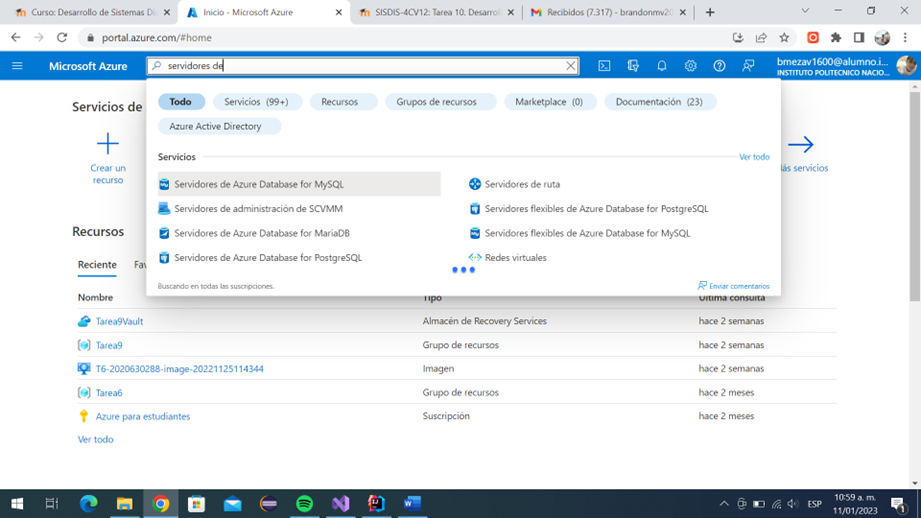 Curso: Desarrollo de Sistemas Dis
Inicio - Microsoft Azure
SISDIS-4CV12: Tarea 10. Desarrol
Recibidos (7.317) - brandonmv20
portal.azure.com/#home
Microsoft Azure
servidores de
bmezav1600@alumno.i...
INSTITUTO POLITECNICO NACIO...
Servicios de
Todo
Servicios (99+)
Recursos
Grupos de recursos
Marketplace (0)
Documentación (23)
Azure Active Directory
Crear un
recurso
ás servicios
Servicios
Ver todo
Servidores de Azure Database for MySQL
Servidores de ruta
Servidores de administración de SCVMM
Servidores flexibles de Azure Database for PostgreSQL
Servidores de Azure Database for MariaDB
Servidores flexibles de Azure Database for MySQL
Servidores de Azure Database for PostgreSQL
Redes virtuales
Buscando en todas las suscripciones.
Enviar comentarios
Recursos
Reciente
Fav
Nombre
Tipo
Última consulta
Tarea9Vault
Almacén de Recovery Services
hace 2 semanas
Tarea9
Grupo de recursos
hace 2 semanas
T6-2020630288-image-20221125114344
Imagen
hace 2 semanas
Tarea6
Grupo de recursos
hace 2 meses
Azure para estudiantes
Suscripción
hace 2 meses
Ver todo
ESP
10:59 a. m.
11/01/2023
1